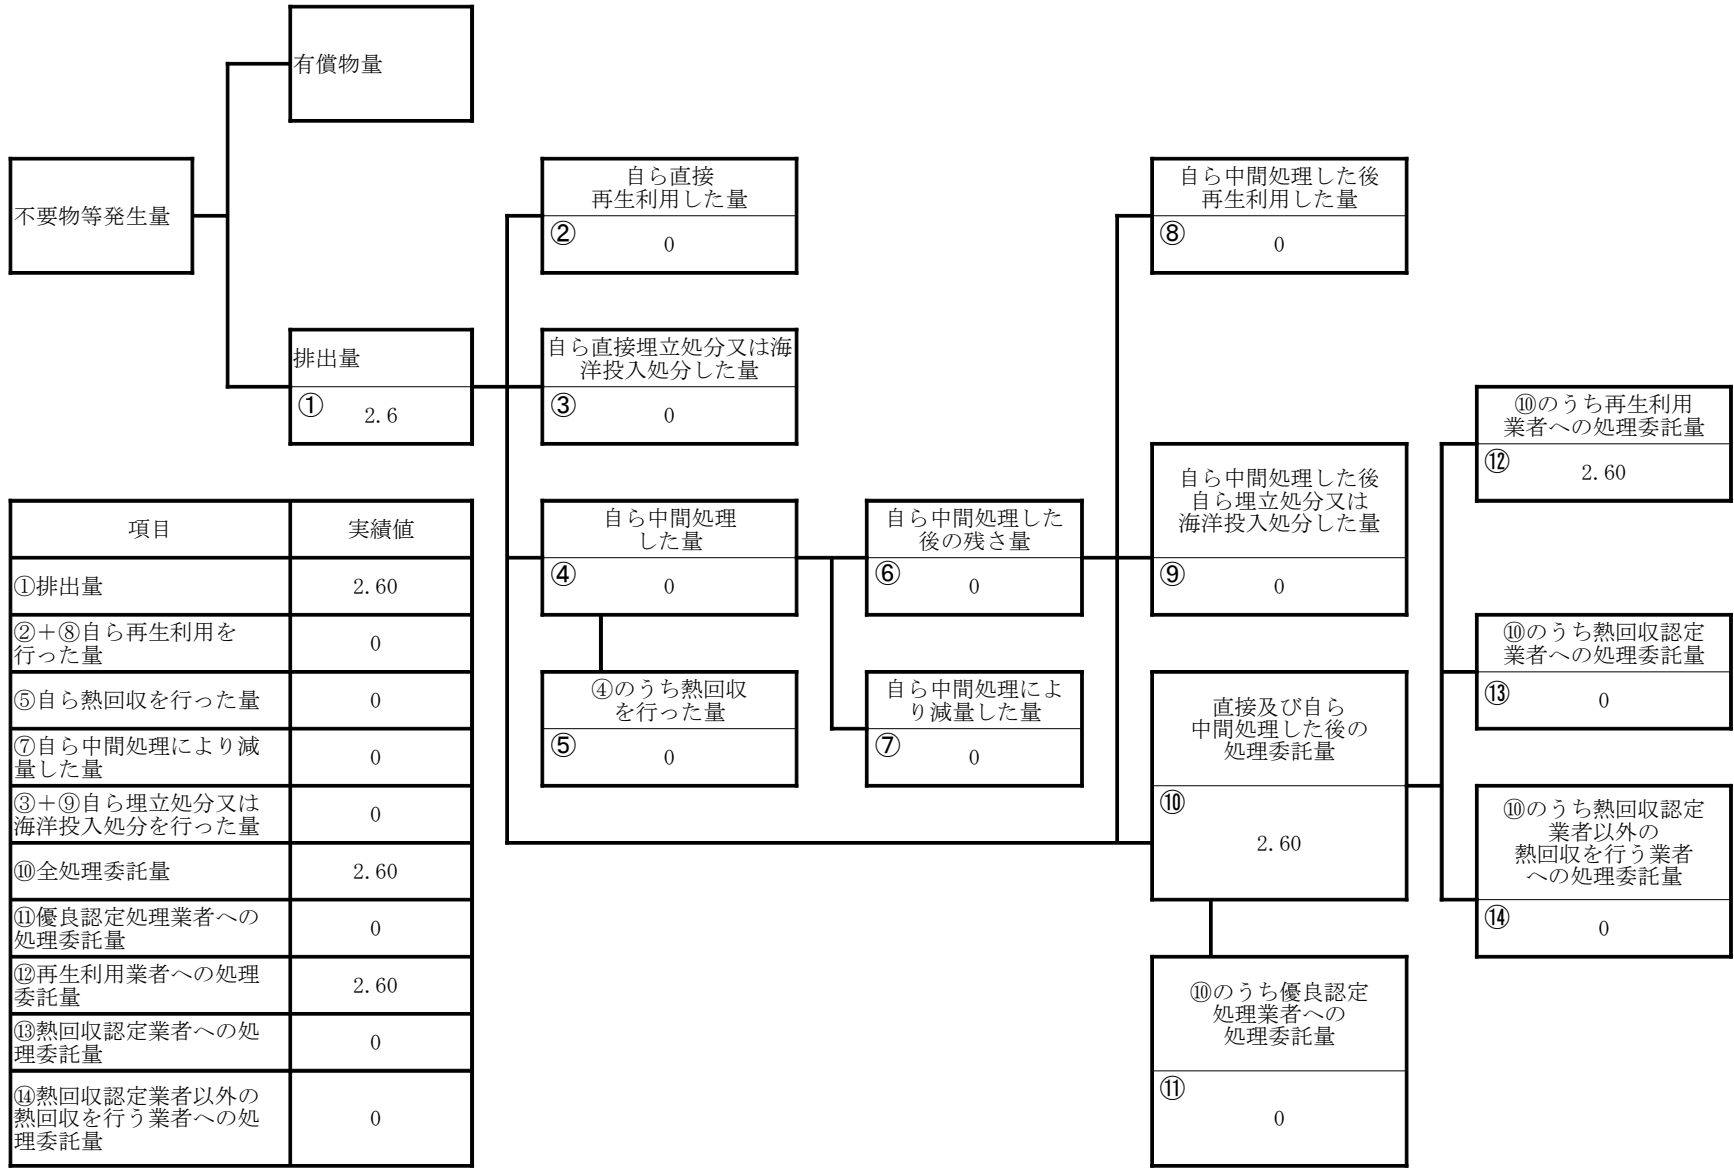 有償物量
不要物等発生量
自ら直接
再生利用した量
②
0
自ら中間処理した後
再生利用した量
⑧
0
排出量
①
2.6
自ら直接埋立処分又は海
洋投入処分した量
③
0
⑩のうち再生利用
業者への処理委託量
⑫
2.60
自ら中間処理した後
自ら埋立処分又は
海洋投入処分した量
⑨
0
自ら中間処理
した量
④
0
自ら中間処理した
後の残さ量
⑥
0
⑩のうち熱回収認定
業者への処理委託量
⑬
0
④のうち熱回収
を行った量
⑤
0
自ら中間処理によ
り減量した量
⑦
0
直接及び自ら
中間処理した後の
処理委託量
⑩
2.60
⑩のうち熱回収認定
業者以外の
熱回収を行う業者
への処理委託量
⑭
0
⑩のうち優良認定
処理業者への
処理委託量
⑪
0
項目 実績値
①排出量 2.60
②+⑧自ら再生利用を
行った量 0
⑤自ら熱回収を行った量 0
⑦自ら中間処理により減
量した量 0
③+⑨自ら埋立処分又は
海洋投入処分を行った量 0
⑩全処理委託量 2.60
⑪優良認定処理業者への
処理委託量 0
⑫再生利用業者への処理
委託量 2.60
⑬熱回収認定業者への処
理委託量 0
⑭熱回収認定業者以外の
熱回収を行う業者への処
理委託量 0